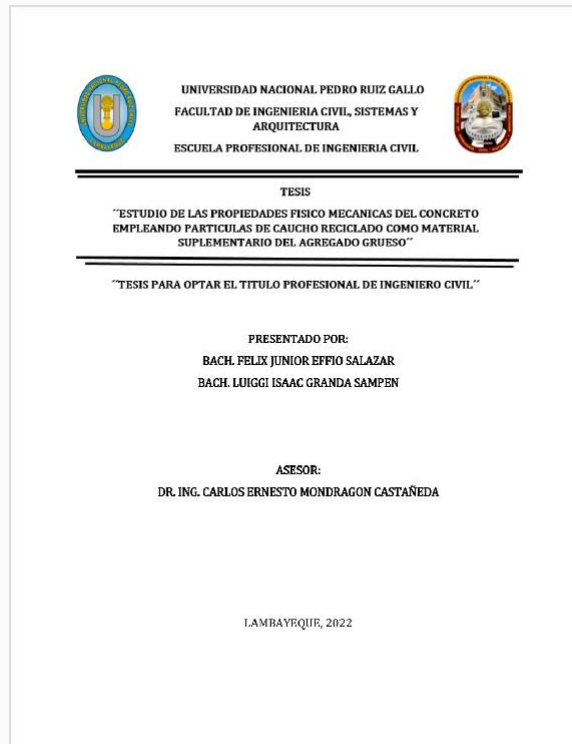 UNIVERSIDAD NACIONAL PEDRO RUIZ GALLO
FACULTAD DE INGENIERIA CIVIL, SISTEMAS Y
ARQUITECTURA
ESCUELA PROFESIONAL DE INGENIERIA CIVIL
TESIS
´´ESTUDIO DE LAS PROPIEDADES FISICO MECANICAS DEL CONCRETO
EMPLEANDO PARTICULAS DE CAUCHO RECICLADO COMO MATERIAL
SUPLEMENTARIO DEL AGREGADO GRUESO´´
´´TESIS PARA OPTAR EL TITULO PROFESIONAL DE INGENIERO CIVIL´´
PRESENTADO POR:
BACH. FELIX JUNIOR EFFIO SALAZAR
BACH. LUIGGI ISAAC GRANDA SAMPEN
ASESOR:
DR. ING. CARLOS ERNESTO MONDRAGON CASTAÑEDA
LAMBAYEQUE, 2022